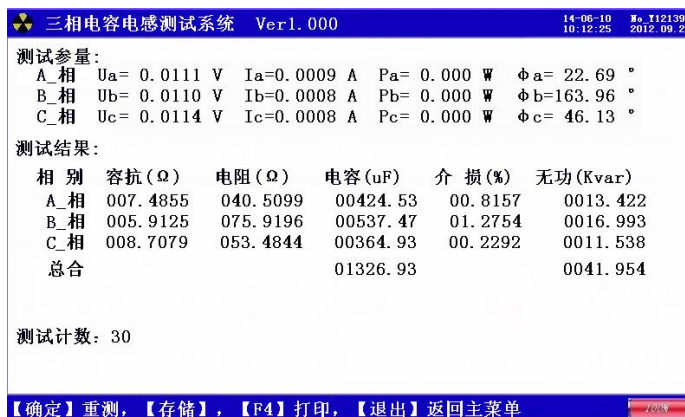 三相电容电感测试系统 Ver1.000 14-06-10 No_T12139
10:12:25 2012.09.2
测试参量:
A_相 Ua= 0.0111 V Ia=0.0009 A Pa= 0.000 W Φa= 22.69 °
B_相 Ub= 0.0110 V Ib=0.0008 A Pb= 0.000 W Φb=163.96 °
C_相 Uc= 0.0114 V Ic=0.0008 A Pc= 0.000 W Φc= 46.13 °
测试结果:
相 别 容抗(Ω) 电阻(Ω) 电容(uF) 介 损(%) 无功(Kvar)
A_相 007.4855 040.5099 00424.53 00.8157 0013.422
B_相 005.9125 075.9196 00537.47 01.2754 0016.993
C_相 008.7079 053.4844 00364.93 00.2292 0011.538
总合 01326.93 0041.954
测试计数: 30
【确定】重测, 【存储】, 【F4】打印, 【退出】返回主菜单 100%